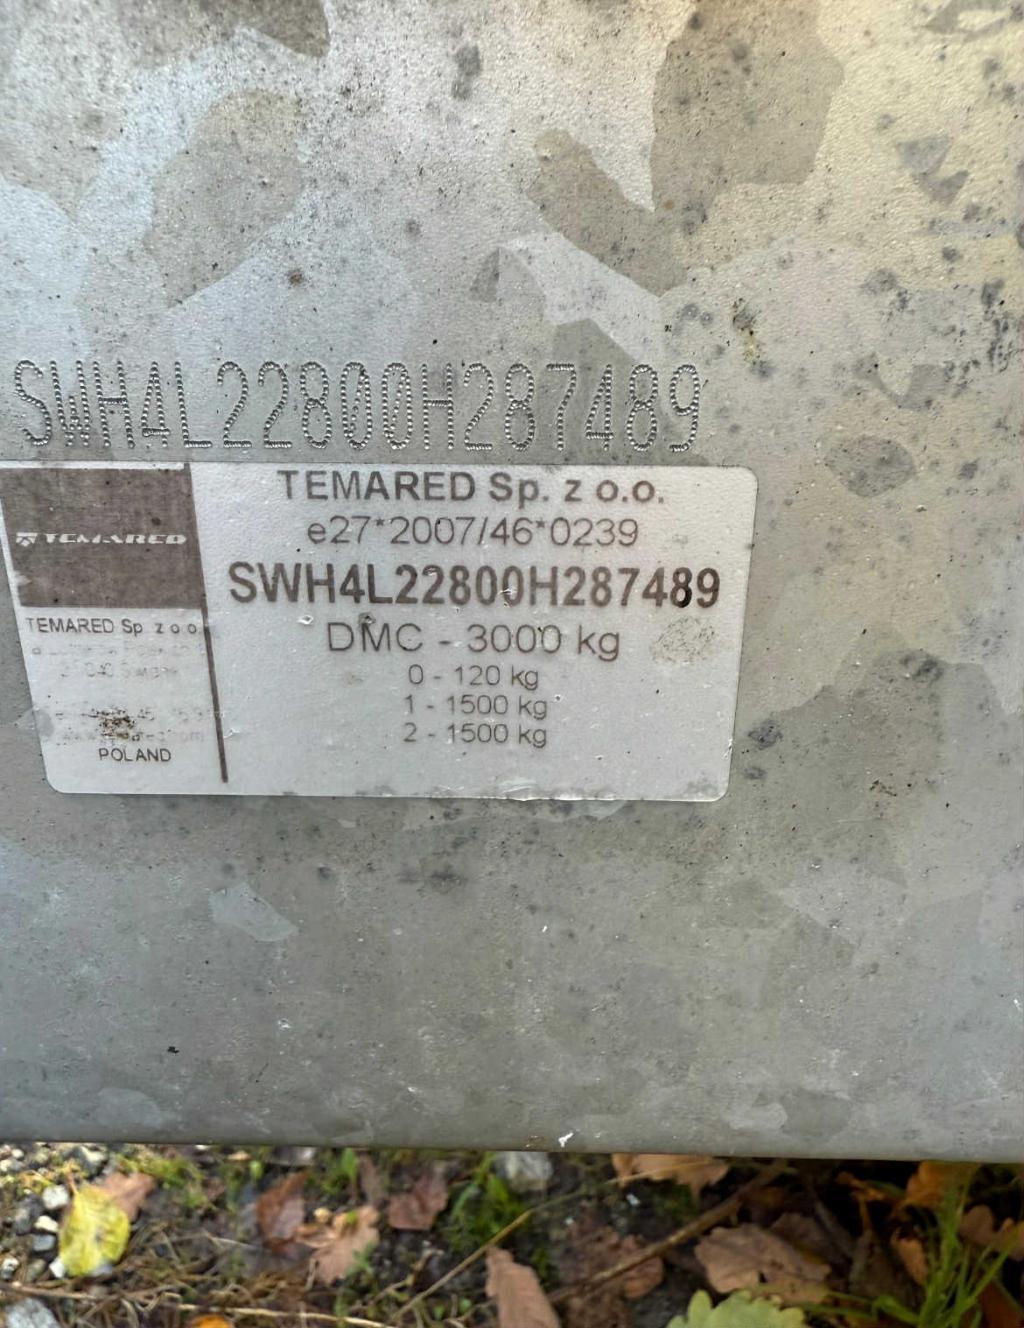 SWH4L22800H287489
TEMARED Sp. z o.o.
e27*2007/46*0239
SWH4L22800H287489
DMC - 3000 kg
0 - 120 kg
1 - 1500 kg
2 - 1500 kg
TEMARED
TEMARED Sp z o.o.
POLAND